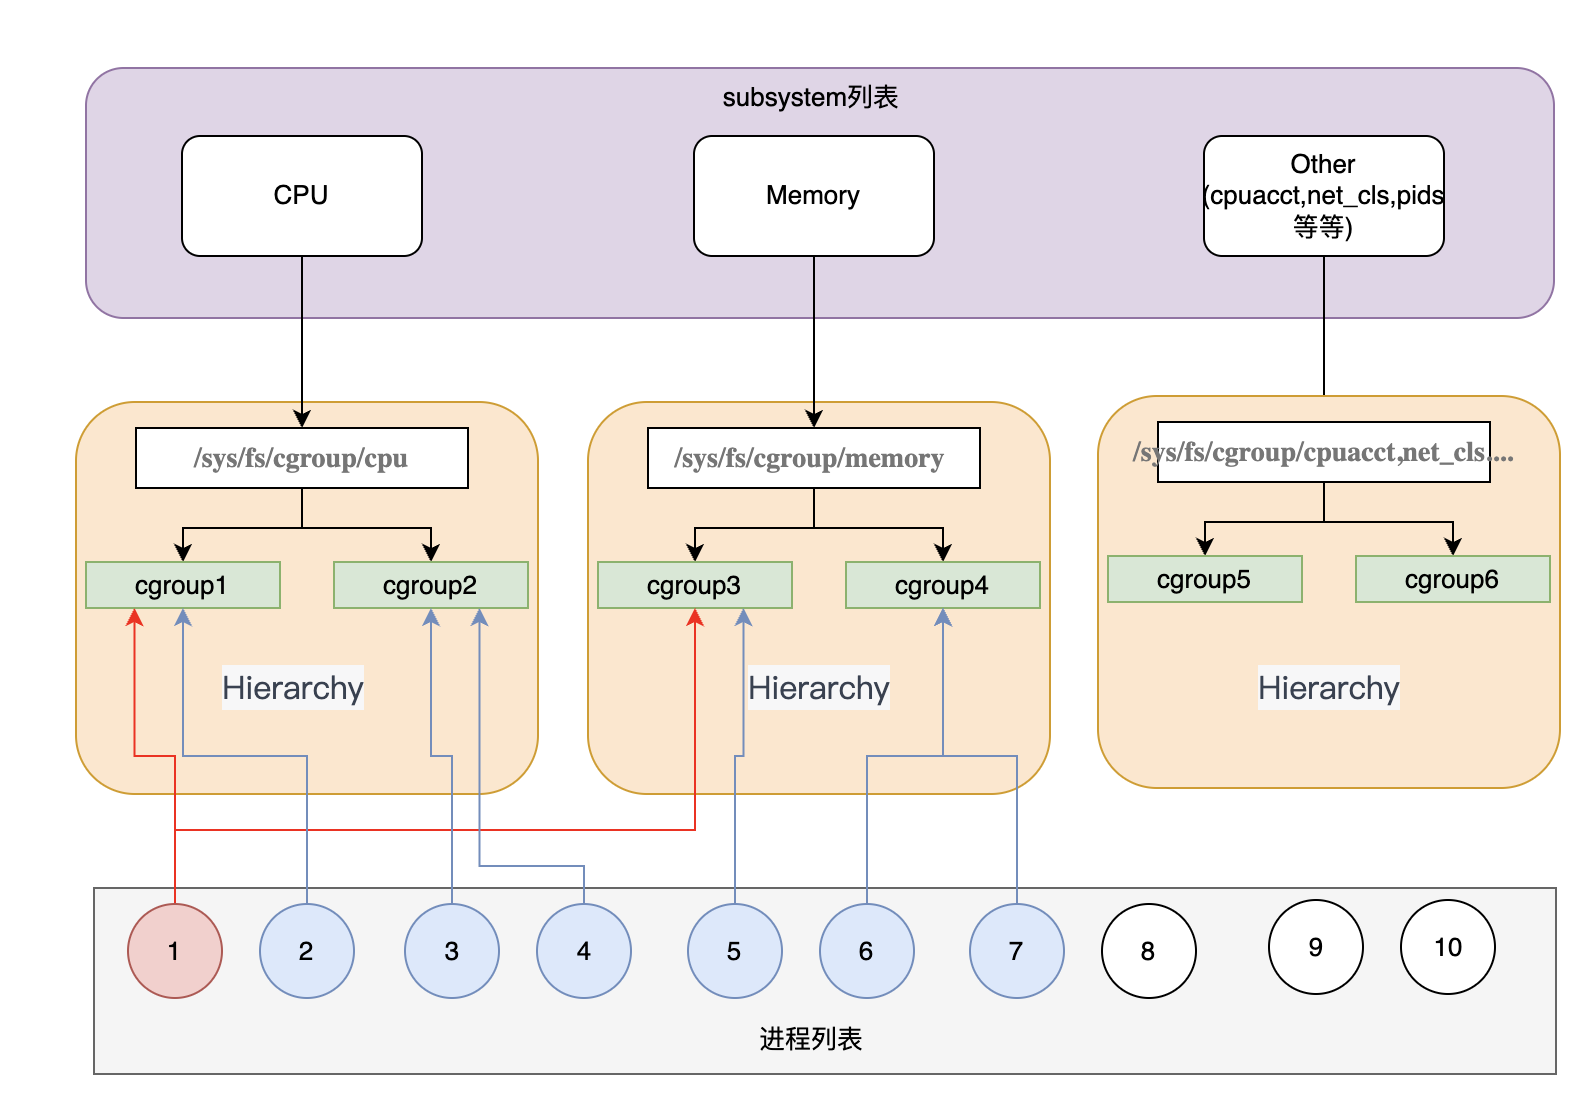 subsystem列表
CPU
Memory
Other
(cpuacct,net_cls,pids
等等)
/sys/fs/cgroup/cpu
/sys/fs/cgroup/memory
/sys/fs/cgroup/cpuacct,net_cls....
cgroup1
cgroup2
cgroup3
cgroup4
cgroup5
cgroup6
Hierarchy
Hierarchy
Hierarchy
1
2
3
4
5
6
7
8
9
10
进程列表